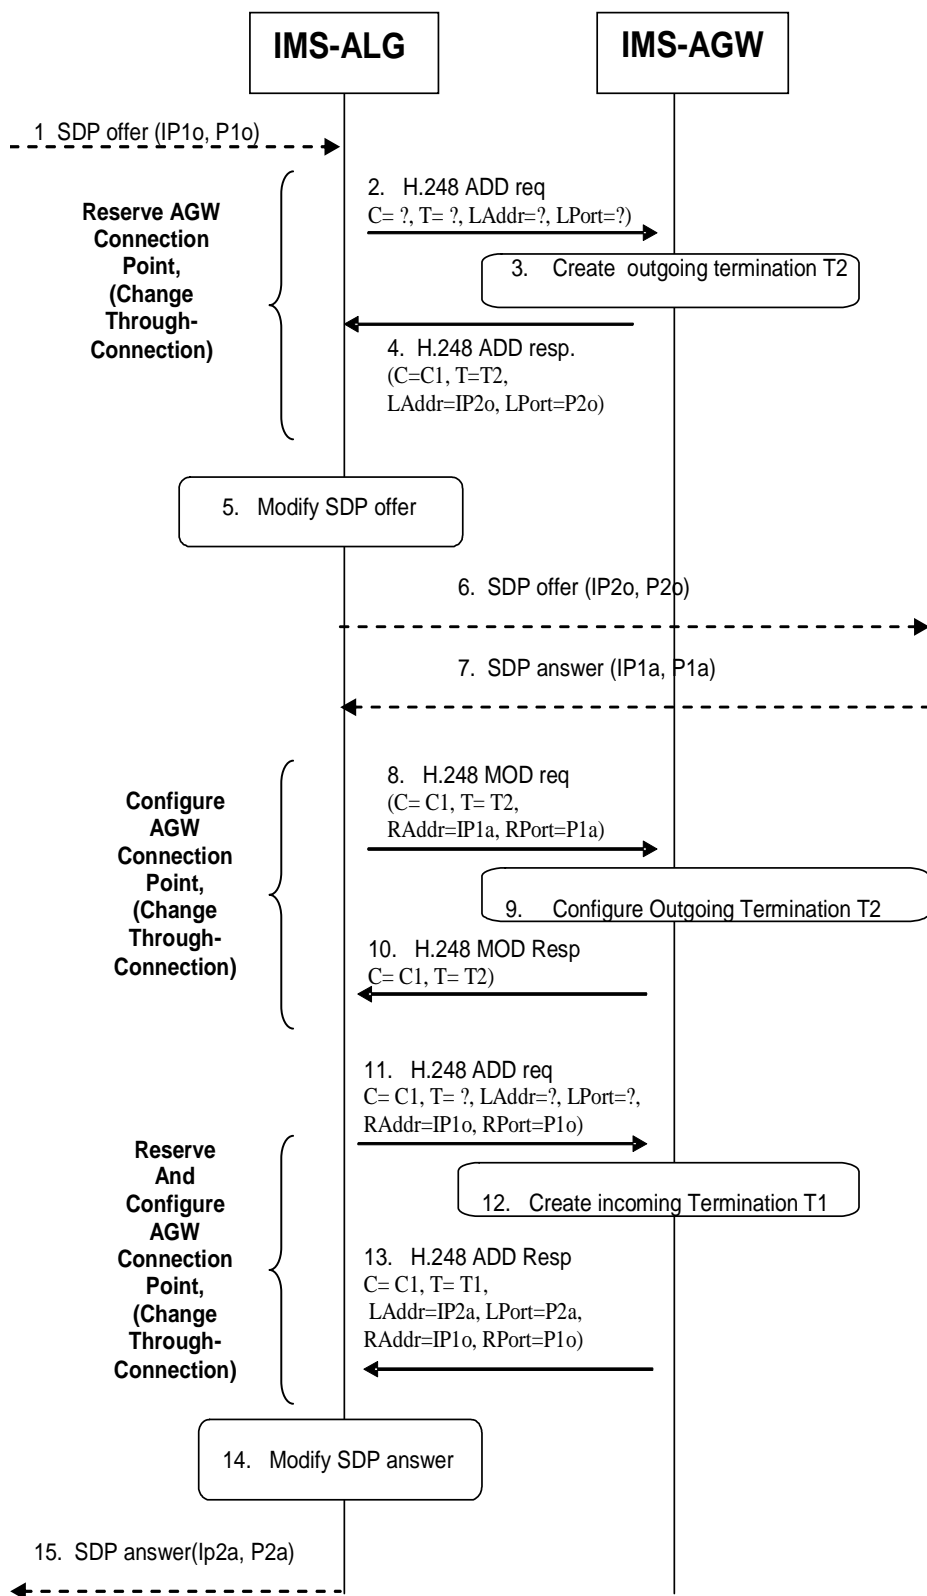 IMS-ALG
IMS-AGW
1 SDP offer (IP1o, P1o)
Reserve AGW
Connection
Point,
(Change
Through-
Connection)
2. H.248 ADD req
C= ?, T= ?, LAddr=?, LPort=?)
3. Create outgoing termination T2
4. H.248 ADD resp.
(C=C1, T=T2,
LAddr=IP2o, LPort=P2o)
5. Modify SDP offer
6. SDP offer (IP2o, P2o)
7. SDP answer (IP1a, P1a)
Configure
AGW
Connection
Point,
(Change
Through-
Connection)
8. H.248 MOD req
(C= C1, T= T2,
RAddr=IP1a, RPort=P1a)
9. Configure Outgoing Termination T2
10. H.248 MOD Resp
C= C1, T= T2)
11. H.248 ADD req
C= C1, T= ?, LAddr=?, LPort=?,
RAddr=IP1o, RPort=P1o)
Reserve
And
Configure
AGW
Connection
Point,
(Change
Through-
Connection)
12. Create incoming Termination T1
13. H.248 ADD Resp
C= C1, T= T1,
LAddr=IP2a, LPort=P2a,
RAddr=IP1o, RPort=P1o)
14. Modify SDP answer
15. SDP answer(Ip2a, P2a)